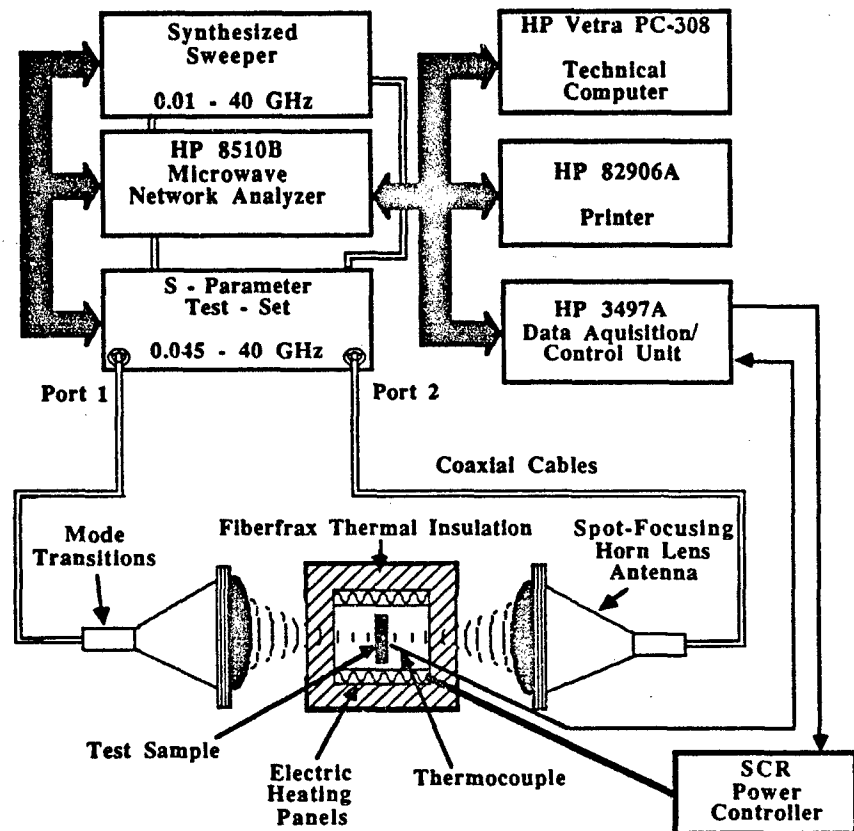 Synthesized
Sweeper
0.01 - 40 GHz
HP 8510B
Microwave
Network Analyzer
S - Parameter
Test - Set
0.045 - 40 GHz
HP Vetra PC-308
Technical
Computer
HP 82906A
Printer
HP 3497A
Data Aquisition/
Control Unit
Port 1
Port 2
Coaxial Cables
Mode
Transitions
Fiberfrax Thermal Insulation
Spot-Focusing
Horn Lens
Antenna
Test Sample
Electric
Heating
Panels
Thermocouple
SCR
Power
Controller